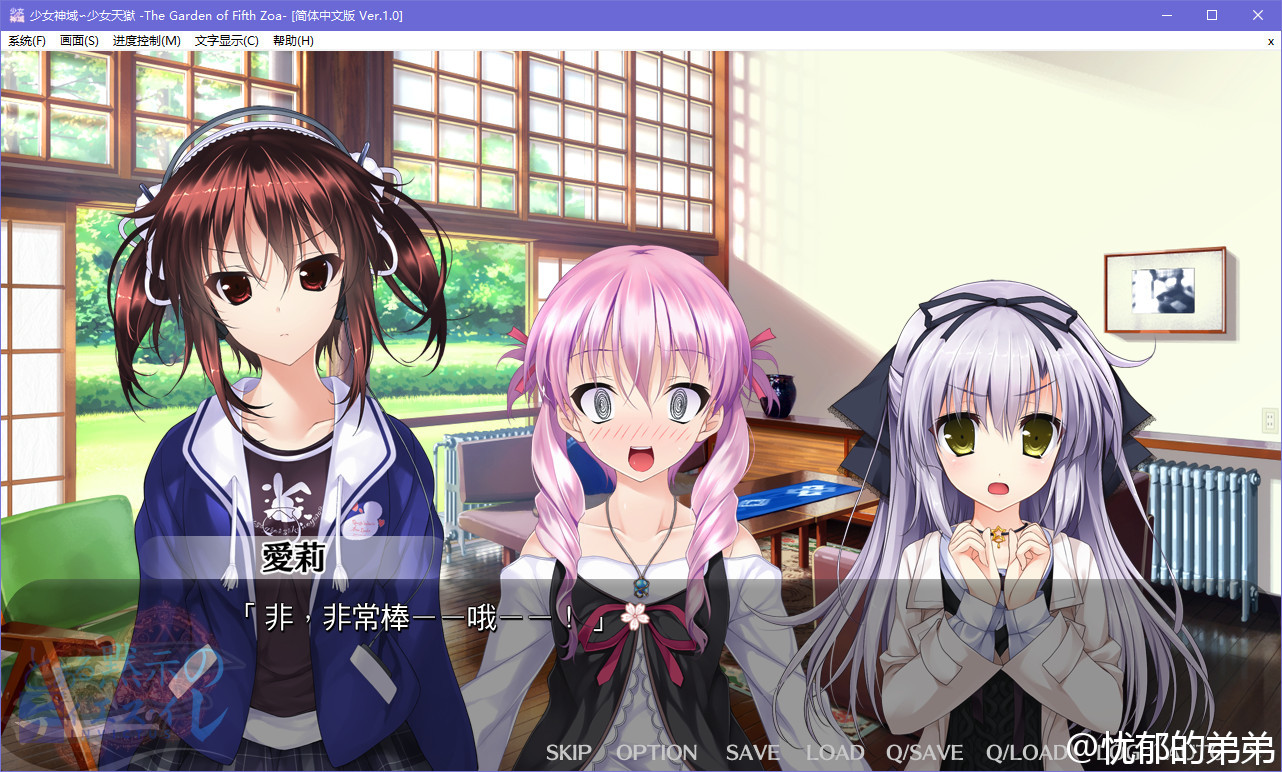 少女神域∽少女天獄 -The Garden of Fifth Zoa- [简体中文版 Ver.1.0]
系统(F) 画面(S) 进度控制(M) 文字显示(C) 帮助(H) x
愛莉
「非，非常棒－－哦－－！」
SKIP OPTION SAVE LOAD Q/SAVE Q/LOAD
@忧郁的弟弟